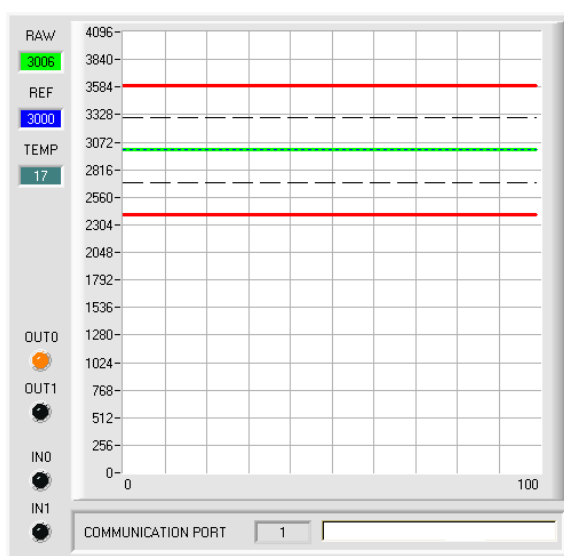 RAW
3006
REF
3000
TEMP
17
OUT0
OUT1
IN0
IN1
4096
3840
3584
3328
3072
2816
2560
2304
2048
1792
1536
1280
1024
768
512
256
0
0 100
COMMUNICATION PORT 1